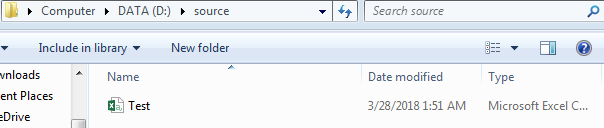 Computer DATA (D:) source Search source
Include in library New folder
wnloads Name Date modified Type
ent Places Test 3/28/2018 1:51 AM Microsoft Excel C...
eDrive